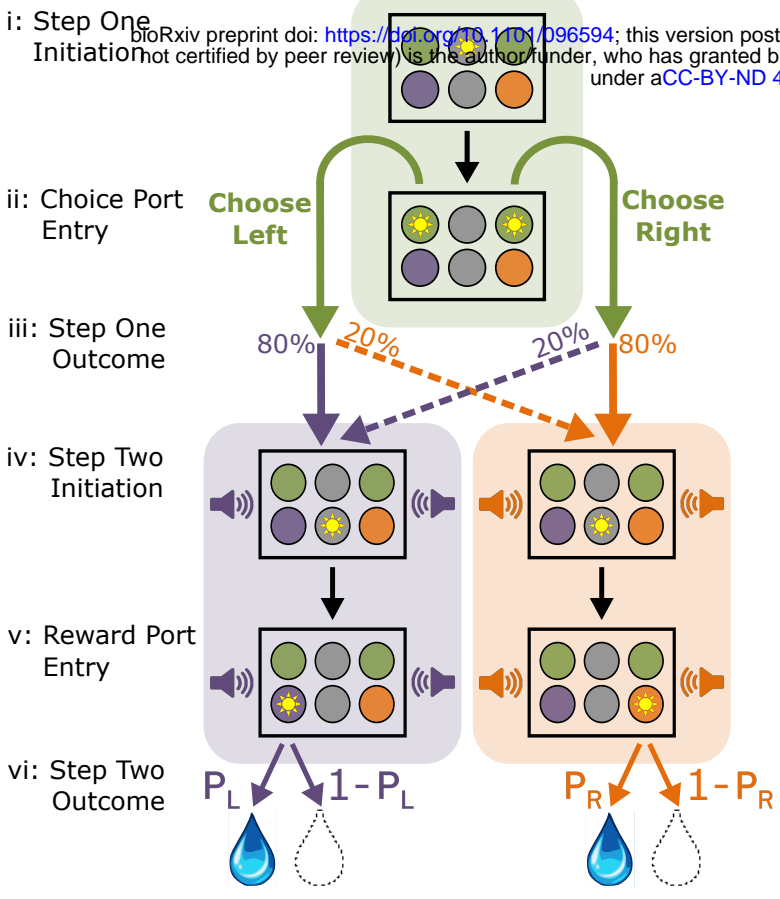 i: Step One
Initiation
bioRxiv preprint doi: https://doi.org/10.1101/096594; this version post
not certified by peer review) is the author/funder, who has granted b
under aCC-BY-ND 4
ii: Choice Port
Entry
Choose
Left
Choose
Right
iii: Step One
Outcome
80% 20% 20% 80%
iv: Step Two
Initiation
v: Reward Port
Entry
vi: Step Two
Outcome
PL 1-PL PR 1-PR